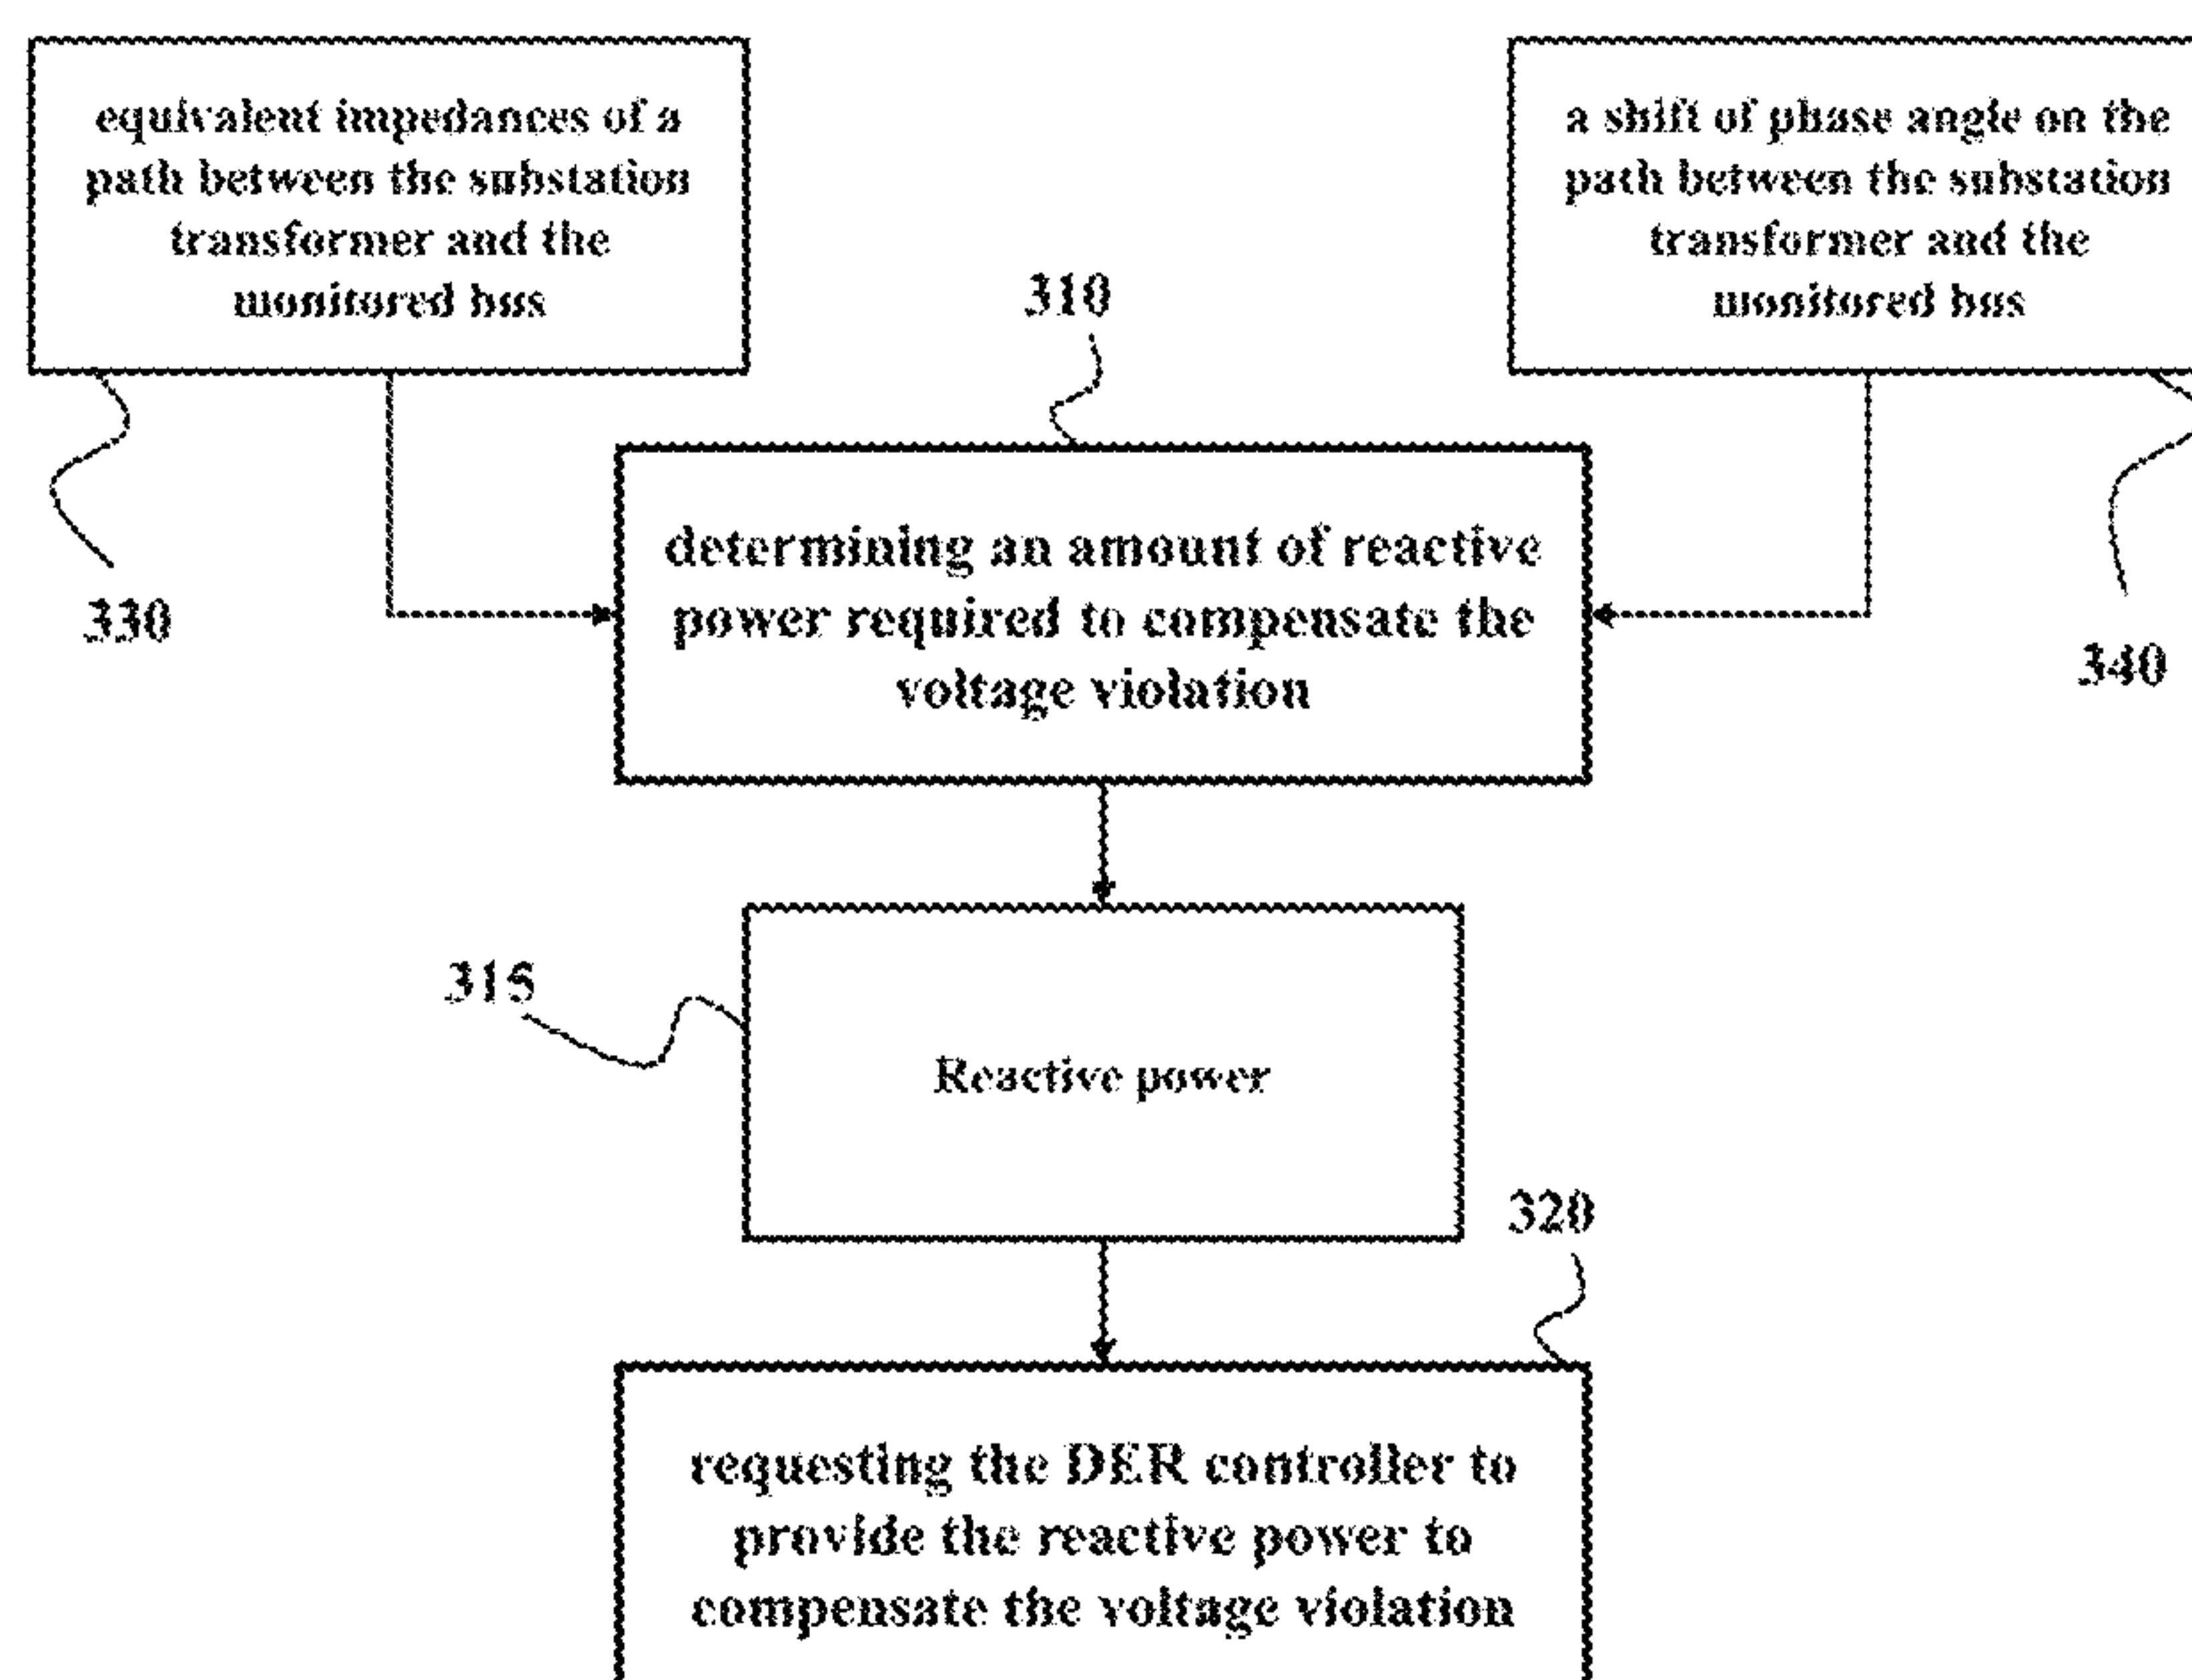 equivalent impedances of a
path between the substation
transformer and the
monitored bus
a shift of phase angle on the
path between the substation
transformer and the
monitored bus
310
330
determining an amount of reactive
power required to compensate the
voltage violation
340
315
Reactive power
320
requesting the DER controller to
provide the reactive power to
compensate the voltage violation